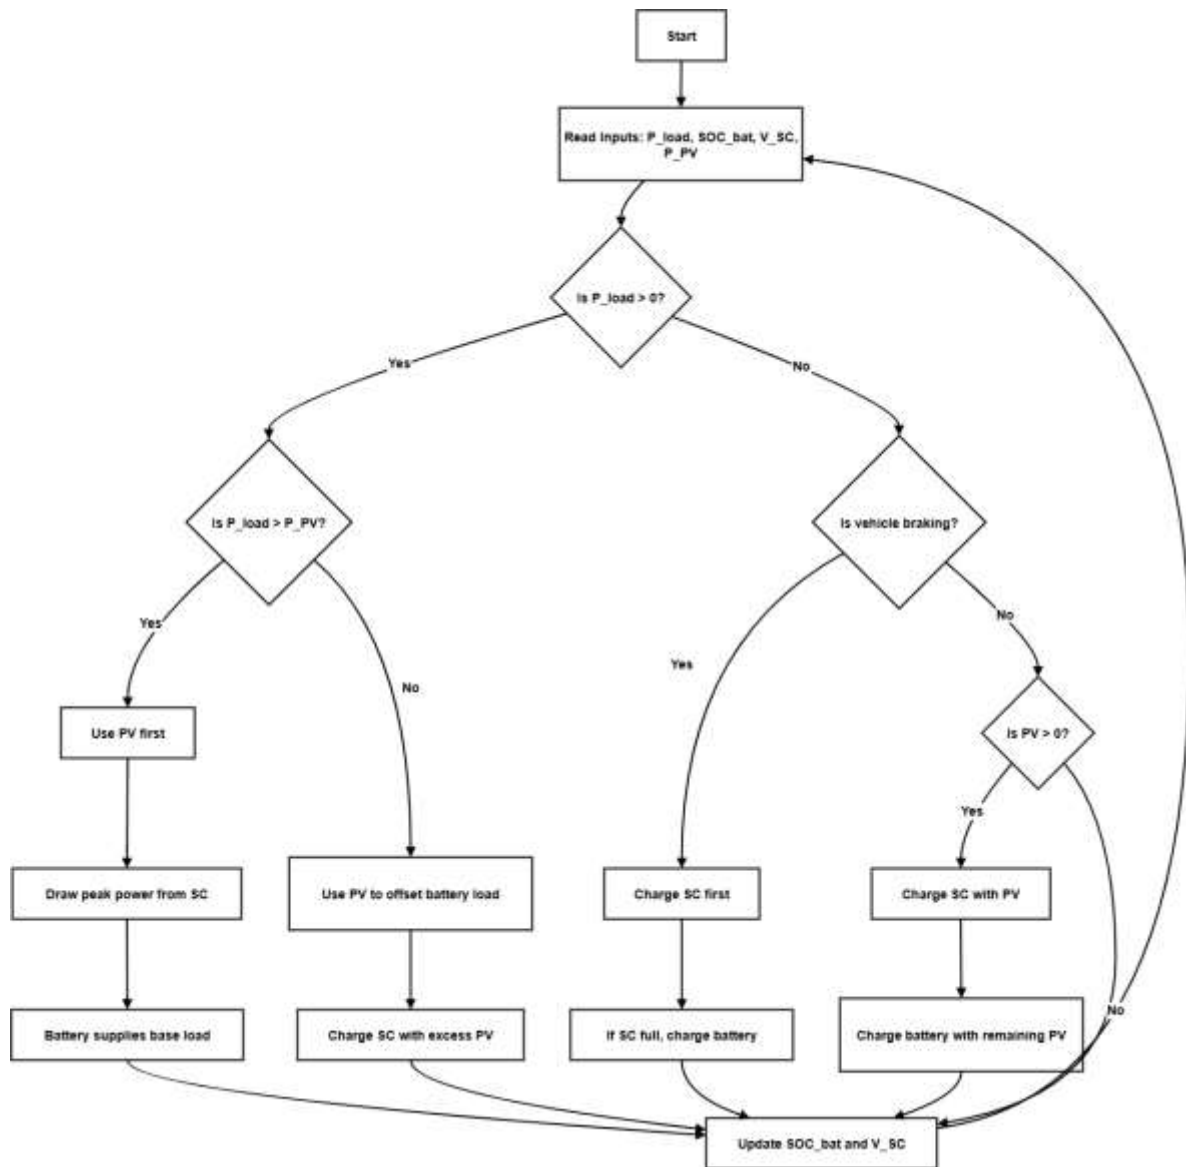 Start
Read Inputs: P_load, SOC_bat, V_SC,
P_PV
Is P_load > 0?
Yes
No
Is P_load > P_PV?
Is vehicle braking?
Yes
No
Yes
No
Use PV first
Is PV > 0?
Yes
Draw peak power from SC
Use PV to offset battery load
Charge SC first
Charge SC with PV
No
Battery supplies base load
Charge SC with excess PV
If SC full, charge battery
Charge battery with remaining PV
Update SOC_bat and V_SC